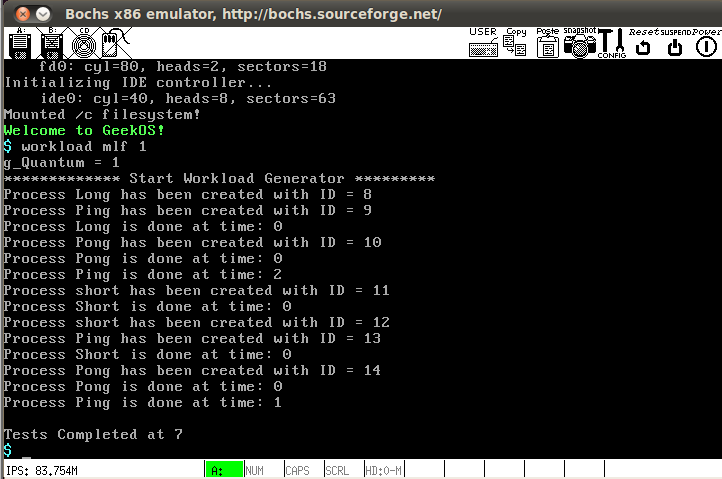 Bochs x86 emulator, http://bochs.sourceforge.net/
A: B: CD USER Copy Paste snapshot CONFIG Reset SUSPEND Power
fd0: cyl=80, heads=2, sectors=18
Initializing IDE controller...
ide0: cyl=40, heads=8, sectors=63
Mounted /c filesystem!
Welcome to GeekOS!
$ workload mlf 1
g_Quantum = 1
************* Start Workload Generator *********
Process Long has been created with ID = 8
Process Ping has been created with ID = 9
Process Long is done at time: 0
Process Pong has been created with ID = 10
Process Pong is done at time: 0
Process Ping is done at time: 2
Process short has been created with ID = 11
Process Short is done at time: 0
Process short has been created with ID = 12
Process Ping has been created with ID = 13
Process Short is done at time: 0
Process Pong has been created with ID = 14
Process Pong is done at time: 0
Process Ping is done at time: 1
Tests Completed at 7
$ _
IPS: 83.754M A: NUM CAPS SCRL HD:0-M